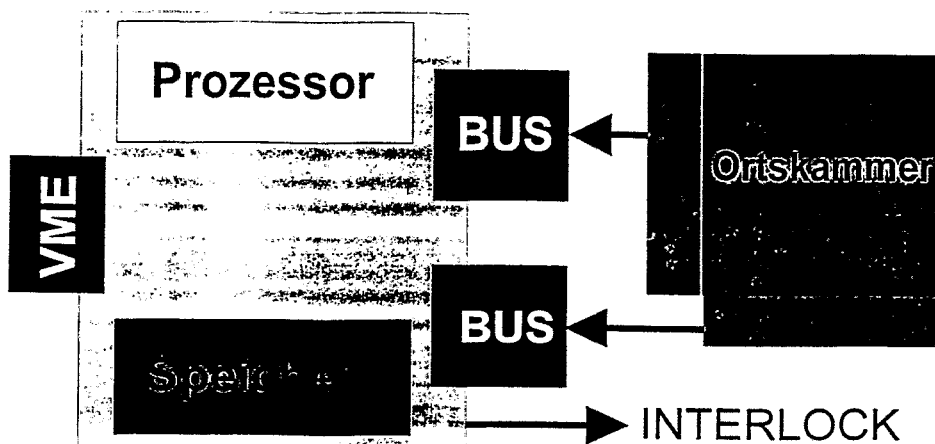 Prozessor
BUS
Ortskammer
VME
BUS
Speicher
INTERLOCK